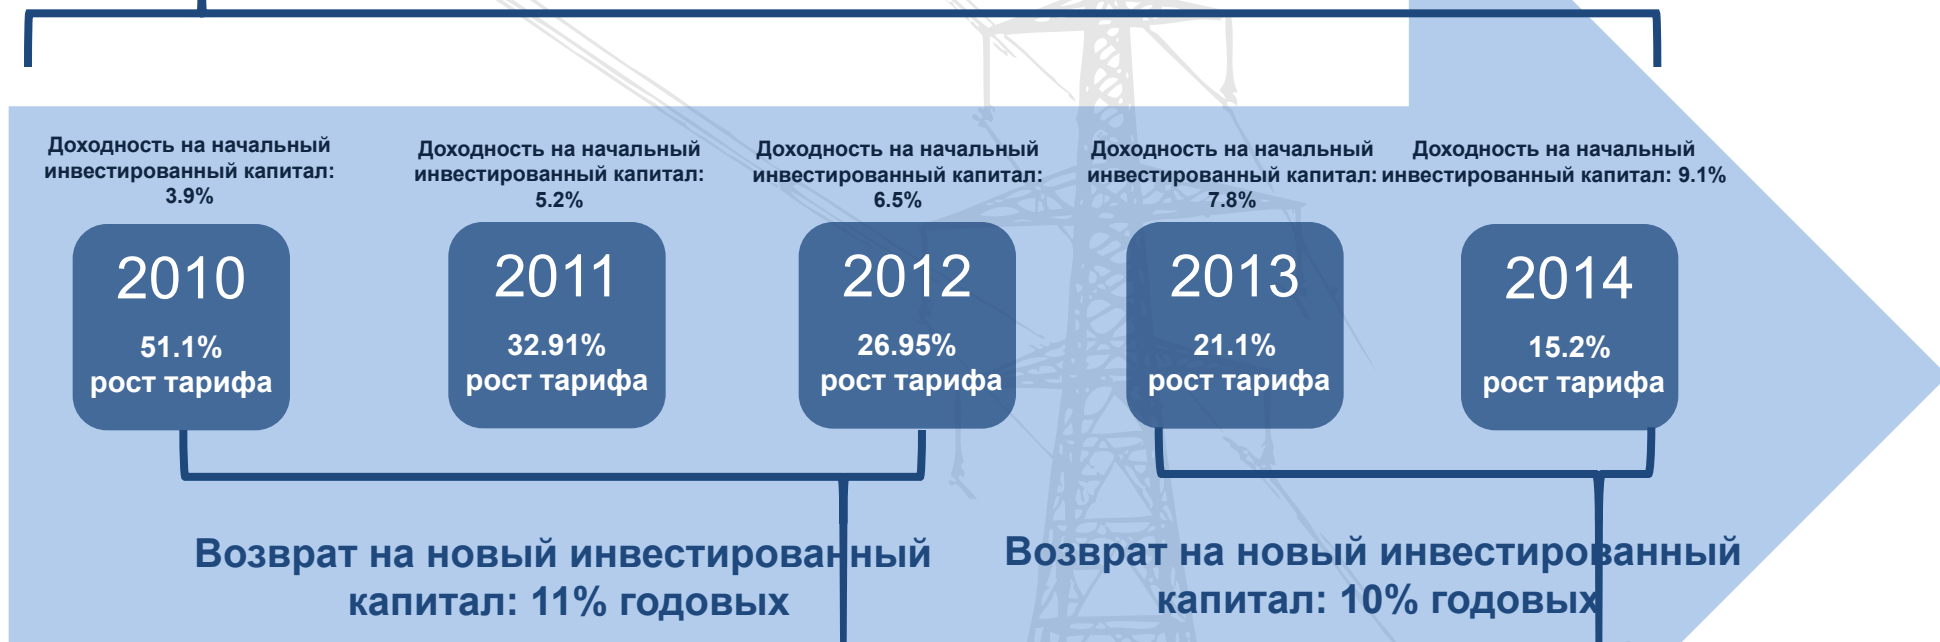 Доходность на начальный
инвестированный капитал:
3.9%
Доходность на начальный
инвестированный капитал:
5.2%
Доходность на начальный
инвестированный капитал:
6.5%
Доходность на начальный
инвестированный капитал:
7.8%
Доходность на начальный
инвестированный капитал: 9.1%
2010
51.1%
рост тарифа
2011
32.91%
рост тарифа
2012
26.95%
рост тарифа
2013
21.1%
рост тарифа
2014
15.2%
рост тарифа
Возврат на новый инвестированный
капитал: 11% годовых
Возврат на новый инвестированный
капитал: 10% годовых